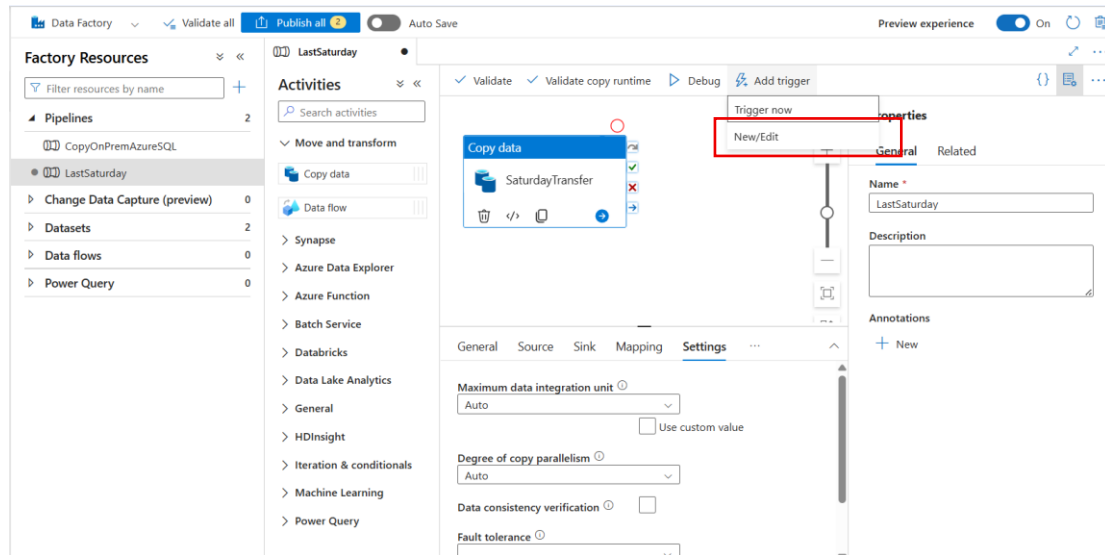 Data Factory
Validate all
Publish all 2
Auto Save
Preview experience
On
Factory Resources
Filter resources by name
Pipelines 2
CopyOnPremAzureSQL
LastSaturday
Change Data Capture (preview) 0
Datasets 2
Data flows 0
Power Query 0
LastSaturday
Activities
Search activities
Move and transform
Copy data
Data flow
Synapse
Azure Data Explorer
Azure Function
Batch Service
Databricks
Data Lake Analytics
General
HDInsight
Iteration & conditionals
Machine Learning
Power Query
Validate
Validate copy runtime
Debug
Add trigger
Trigger now
New/Edit
Copy data
SaturdayTransfer
General Source Sink Mapping Settings ...
Maximum data integration unit
Auto
Use custom value
Degree of copy parallelism
Auto
Data consistency verification
Fault tolerance
roperties
General Related
Name *
LastSaturday
Description
Annotations
New